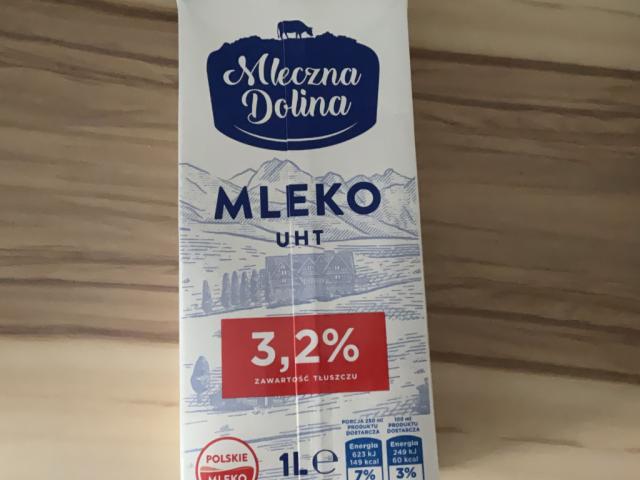 Mleczna
Dolina
MLEKO
UHT
3,2%
ZAWARTOŚĆ TŁUSZCZU
POLSKIE
MLEKO
1L e
PORCJA 250 ml
PRODUKTU
DOSTARCZA
Energia
623 kJ
149 kcal
7%
100 ml
PRODUKTU
DOSTARCZA
Energia
249 kJ
60 kcal
3%